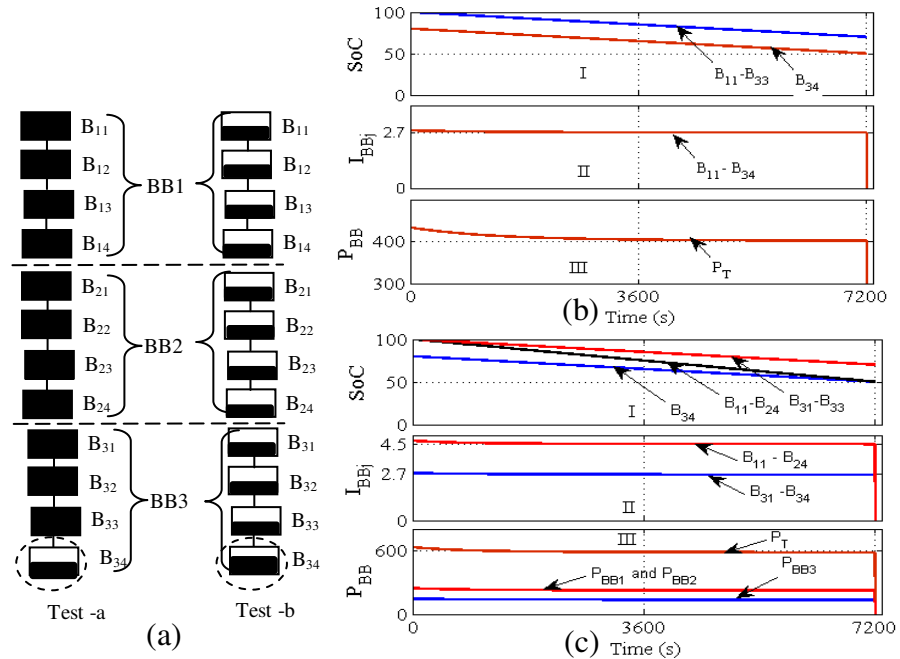 B11
B12
B13
B14
BB1
B11
B12
B13
B14
B21
B22
B23
B24
BB2
B21
B22
B23
B24
B31
B32
B33
B34
BB3
B31
B32
B33
B34
Test -a
(a)
Test -b
SoC
100
50
0
I
B11-B33
B34
IBBj
2.7
0
II
B11- B34
PBB
400
300
III
PT
0
3600
7200
Time (s)
(b)
SoC
100
50
0
I
B34
B11-B24
B31-B33
IBBj
4.5
2.7
0
II
B11 - B24
B31 -B34
PBB
600
0
III
PT
PBB1 and PBB2
PBB3
0
3600
7200
Time (s)
(c)